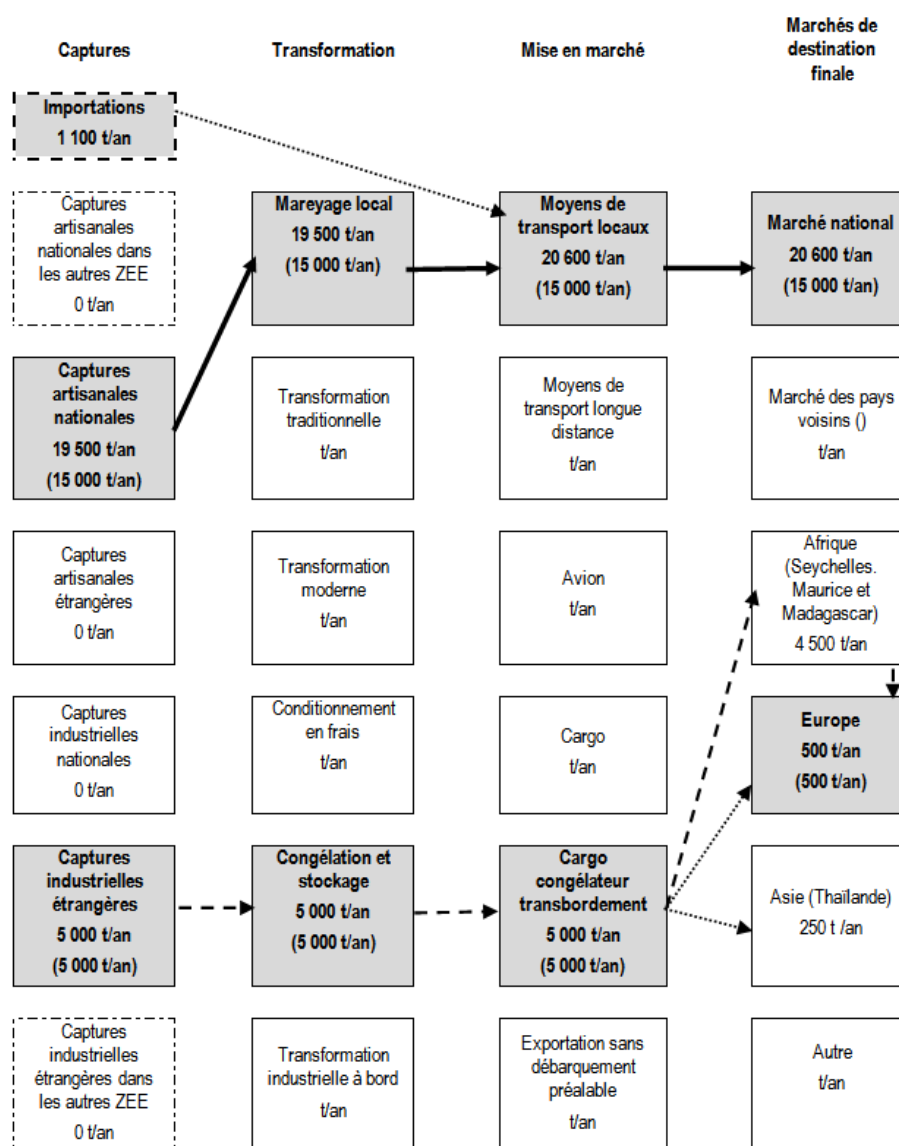 Captures
Transformation
Mise en marché
Marchés de
destination
finale
Importations
1 100 t/an
Captures
artisanales
nationales dans
les autres ZEE
0 t/an
Mareyage local
19 500 t/an
(15 000 t/an)
Moyens de
transport locaux
20 600 t/an
(15 000 t/an)
Marché national
20 600 t/an
(15 000 t/an)
Captures
artisanales
nationales
19 500 t/an
(15 000 t/an)
Transformation
traditionnelle
t/an
Moyens de
transport longue
distance
t/an
Marché des pays
voisins ()
t/an
Captures
artisanales
étrangères
0 t/an
Transformation
moderne
t/an
Avion
t/an
Afrique
(Seychelles.
Maurice et
Madagascar)
4 500 t/an
Captures
industrielles
nationales
0 t/an
Conditionnement
en frais
t/an
Cargo
t/an
Europe
500 t/an
(500 t/an)
Captures
industrielles
étrangères
5 000 t/an
(5 000 t/an)
Congélation et
stockage
5 000 t/an
(5 000 t/an)
Cargo
congélateur
transbordement
5 000 t/an
(5 000 t/an)
Asie (Thaïlande)
250 t /an
Captures
industrielles
étrangères dans
les autres ZEE
0 t/an
Transformation
industrielle à bord
t/an
Exportation sans
débarquement
préalable
t/an
Autre
t/an